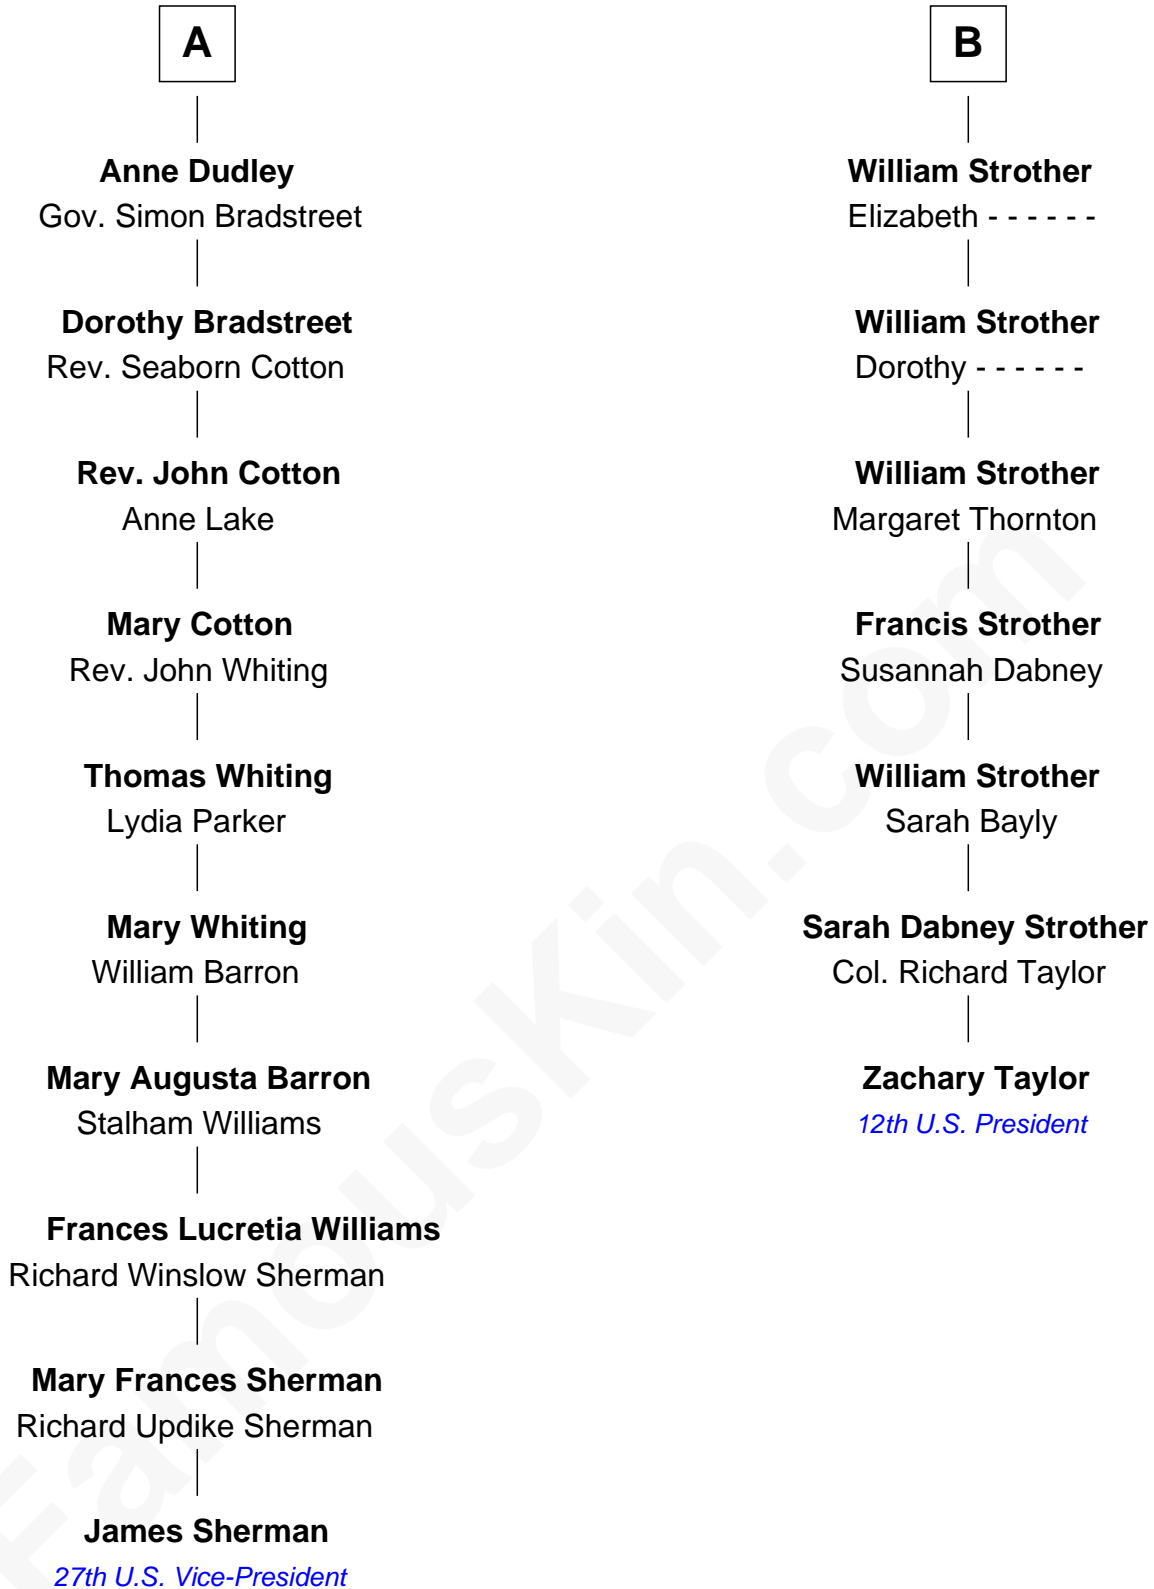 A
Anne Dudley
Gov. Simon Bradstreet
Dorothy Bradstreet
Rev. Seaborn Cotton
Rev. John Cotton
Anne Lake
Mary Cotton
Rev. John Whiting
Thomas Whiting
Lydia Parker
Mary Whiting
William Barron
Mary Augusta Barron
Stalham Williams
Frances Lucretia Williams
Richard Winslow Sherman
Mary Frances Sherman
Richard Updike Sherman
James Sherman
27th U.S. Vice-President
B
William Strother
Elizabeth - - - - - -
William Strother
Dorothy - - - - - -
William Strother
Margaret Thornton
Francis Strother
Susannah Dabney
William Strother
Sarah Bayly
Sarah Dabney Strother
Col. Richard Taylor
Zachary Taylor
12th U.S. President
FamousKin.com